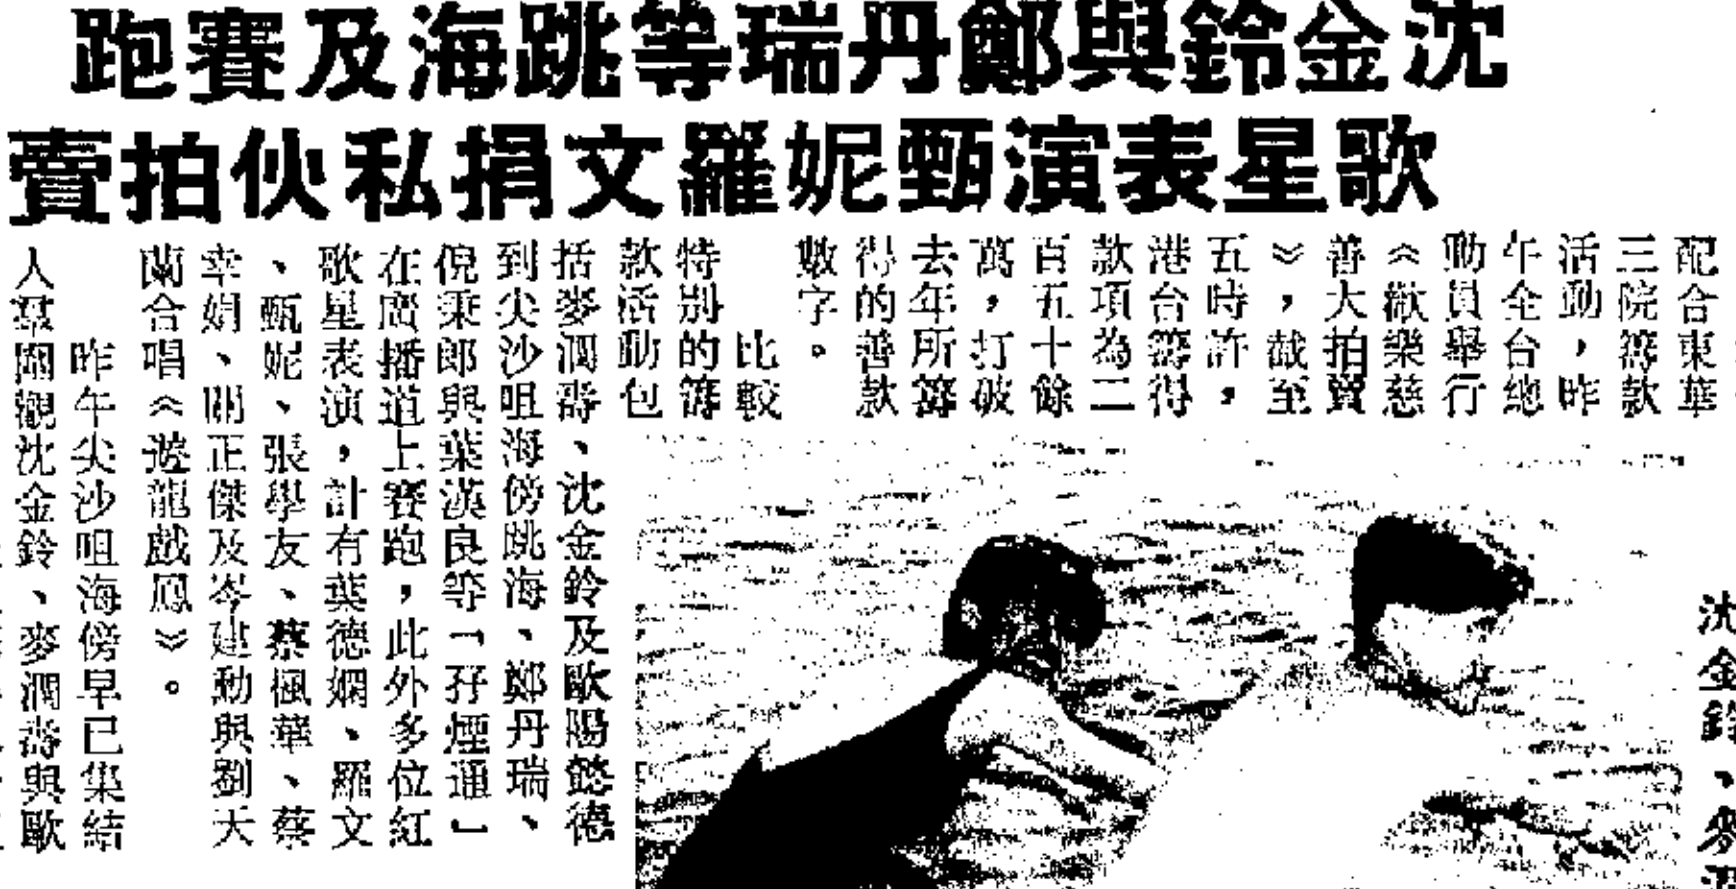 沈金鈴與鄭丹瑞等跳海及賽跑
歌星表演甄妮羅文捐私伙拍賣
配合東華
三院籌款
活動,昨
午全台總
動員舉行
《歡樂慈
善大拍賣
》,截至
五時許,
港台籌得
款項為二
百五十餘
萬,打破
去年所籌
得的善款
數字。
比較
特別的籌
款活動包
括麥潤壽、沈金鈴及歐陽懿德
到尖沙咀海傍跳海、鄭丹瑞、
倪秉郎與葉漢良等「孖煙通」
在廣播道上賽跑,此外多位紅
歌星表演,計有葉德嫻、羅文
、甄妮、張學友、蔡楓華、蔡
幸娟、關正傑及岑建勳與劉天
蘭合唱《遊龍戲鳳》。
昨午尖沙咀海傍早已集結
人羣圍觀沈金鈴、麥潤壽與歐
沈金鈴、麥